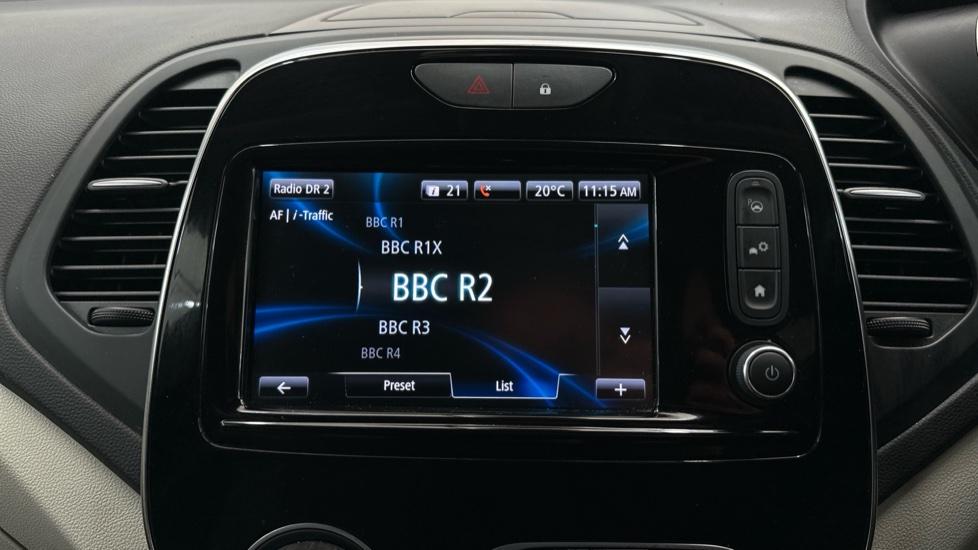 Radio DR 2
i 21
20°C
11:15 AM
AF | i -Traffic
BBC R1
BBC R1X
BBC R2
BBC R3
BBC R4
Preset
List